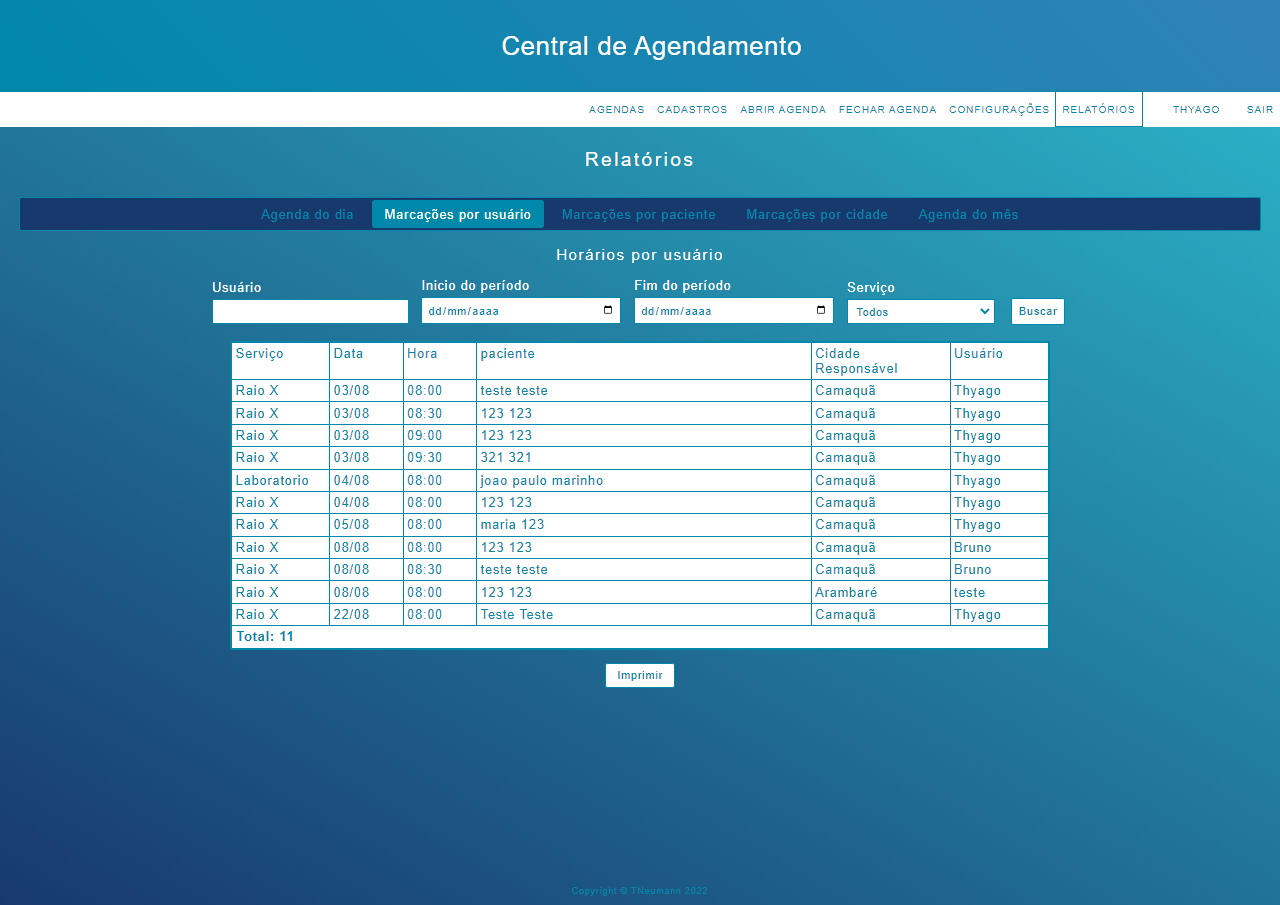 Central de Agendamento
AGENDAS CADASTROS ABRIR AGENDA FECHAR AGENDA CONFIGURAÇÕES RELATÓRIOS THYAGO SAIR
Relatórios
Agenda do dia Marcações por usuário Marcações por paciente Marcações por cidade Agenda do mês
Horários por usuário
Usuário Inicio do período Fim do período Serviço
dd/mm/aaaa dd/mm/aaaa Todos Buscar
Serviço Data Hora paciente Cidade Responsável Usuário
Raio X 03/08 08:00 teste teste Camaquã Thyago
Raio X 03/08 08:30 123 123 Camaquã Thyago
Raio X 03/08 09:00 123 123 Camaquã Thyago
Raio X 03/08 09:30 321 321 Camaquã Thyago
Laboratorio 04/08 08:00 joao paulo marinho Camaquã Thyago
Raio X 04/08 08:00 123 123 Camaquã Thyago
Raio X 05/08 08:00 maria 123 Camaquã Thyago
Raio X 08/08 08:00 123 123 Camaquã Bruno
Raio X 08/08 08:30 teste teste Camaquã Bruno
Raio X 08/08 08:00 123 123 Arambaré teste
Raio X 22/08 08:00 Teste Teste Camaquã Thyago
Total: 11
Imprimir
Copyright © TNeumann 2022